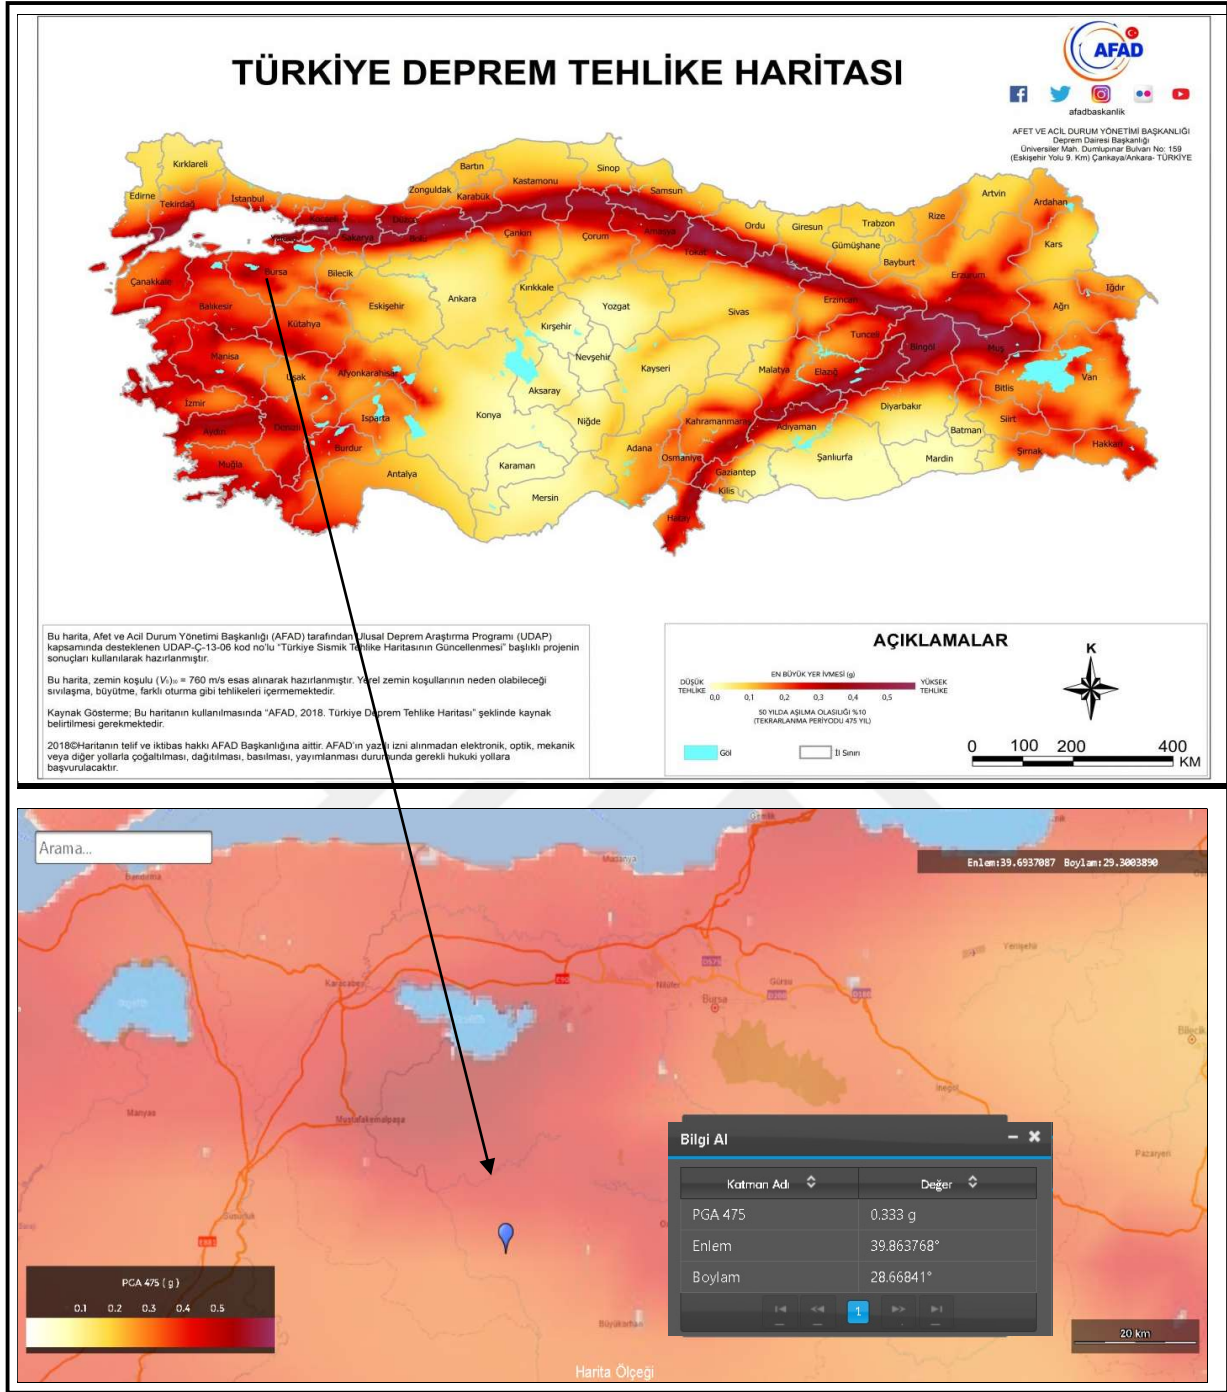 TÜRKİYE DEPREM TEHLİKE HARİTASI
AFAD
afadbaskanlik
AFET VE ACİL DURUM YÖNETİMİ BAŞKANLIĞI
Deprem Dairesi Başkanlığı
Üniversiler Mah. Dumlupınar Bulvarı No: 159
(Eskişehir Yolu 9. Km) Çankaya/Ankara- TÜRKİYE
Kırklareli
Edirne
Tekirdağ
İstanbul
Kocaeli
Yalova
Sakarya
Düzce
Bolu
Zonguldak
Bartın
Karabük
Kastamonu
Sinop
Samsun
Çankırı
Çorum
Amasya
Tokat
Ordu
Giresun
Trabzon
Rize
Artvin
Ardahan
Gümüşhane
Bayburt
Kars
Erzurum
Iğdır
Ağrı
Çanakkale
Bursa
Bilecik
Balıkesir
Kütahya
Eskişehir
Ankara
Kırıkkale
Yozgat
Sivas
Erzincan
Tunceli
Bingöl
Muş
Kırşehir
Nevşehir
Kayseri
Malatya
Elazığ
Bitlis
Van
Manisa
Uşak
Afyonkarahisar
İzmir
Aksaray
Konya
Niğde
Kahramanmaraş
Adıyaman
Diyarbakır
Batman
Siirt
Aydın
Denizli
Isparta
Burdur
Muğla
Antalya
Karaman
Mersin
Adana
Osmaniye
Gaziantep
Kilis
Hatay
Şanlıurfa
Mardin
Şırnak
Hakkari
Bu harita, Afet ve Acil Durum Yönetimi Başkanlığı (AFAD) tarafından Ulusal Deprem Araştırma Programı (UDAP)
kapsamında desteklenen UDAP-Ç-13-06 kod no'lu "Türkiye Sismik Tehlike Haritasının Güncellenmesi" başlıklı projenin
sonuçları kullanılarak hazırlanmıştır.
Bu harita, zemin koşulu (Vs)30 = 760 m/s esas alınarak hazırlanmıştır. Yerel zemin koşullarının neden olabileceği
sıvılaşma, büyütme, farklı oturma gibi tehlikeleri içermemektedir.
Kaynak Gösterme; Bu haritanın kullanılmasında "AFAD, 2018. Türkiye Deprem Tehlike Haritası" şeklinde kaynak
belirtilmesi gerekmektedir.
2018©Haritanın telif ve iktibas hakkı AFAD Başkanlığına aittir. AFAD'ın yazılı izni alınmadan elektronik, optik, mekanik
veya diğer yollarla çoğaltılması, dağıtılması, basılması, yayımlanması durumunda gerekli hukuki yollara
başvurulacaktır.
AÇIKLAMALAR
EN BÜYÜK YER İVMESİ (g)
DÜŞÜK TEHLİKE
YÜKSEK TEHLİKE
0,0 0,1 0,2 0,3 0,4 0,5
50 YILDA AŞILMA OLASILIĞI %10
(TEKRARLANMA PERİYODU 475 YIL)
Göl
İl Sınırı
K
0 100 200 400
KM
Arama...
Enlem:39.6937087 Boylam:29.3003890
Bandırma
Mudanya
Gemlik
Yenişehir
Karacabey
Nilüfer
Gürsu
Bursa
Bilecik
İnegöl
Manyas
Mustafakemalpaşa
Pazaryeri
Susurluk
Büyükorhan
Bilgi Al
Katman Adı Değer
PGA 475 0.333 g
Enlem 39.863768°
Boylam 28.66841°
1
PGA 475 ( g )
0.1 0.2 0.3 0.4 0.5
20 km
Harita Ölçeği